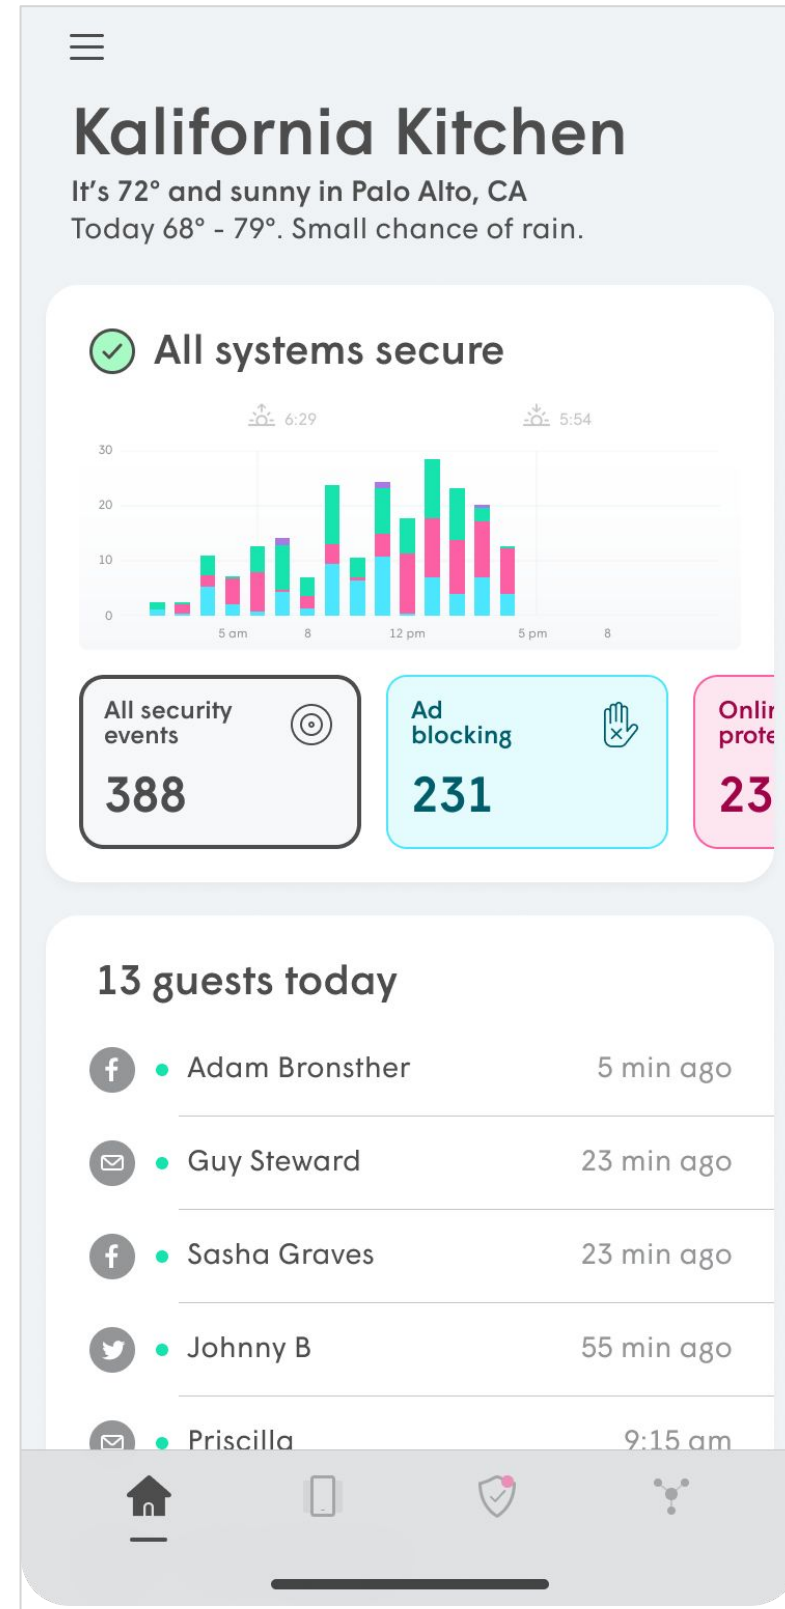 Kalifornia Kitchen
It's 72° and sunny in Palo Alto, CA
Today 68° - 79°. Small chance of rain.
All systems secure
6:29
5:54
30
20
10
0
5 am
8
12 pm
5 pm
8
All security
events
388
Ad
blocking
231
Onlin
prote
23
13 guests today
Adam Bronsther
5 min ago
Guy Steward
23 min ago
Sasha Graves
23 min ago
Johnny B
55 min ago
Priscilla
9:15 am